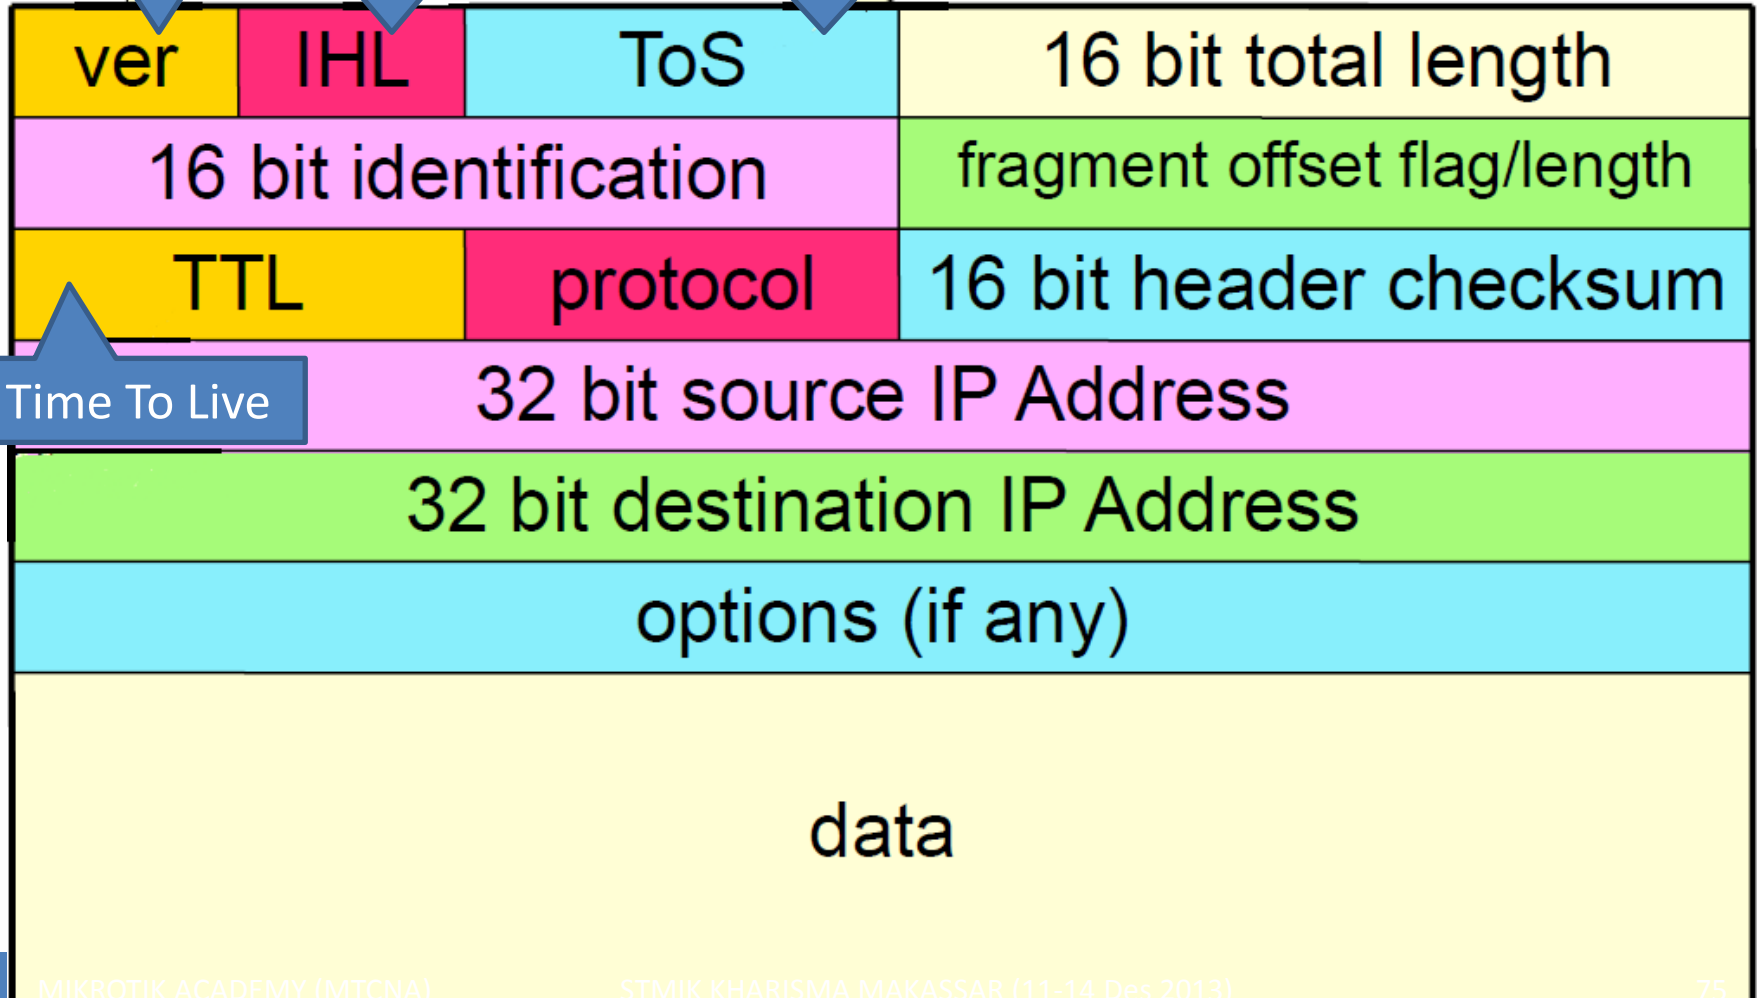 ver IHL ToS 16 bit total length
16 bit identification fragment offset flag/length
TTL protocol 16 bit header checksum
Time To Live
32 bit source IP Address
32 bit destination IP Address
options (if any)
data
MIKROTIK ACADEMY (MTCNA) STMIK KHARISMA MAKASSAR (11-14 Des 2013) 75